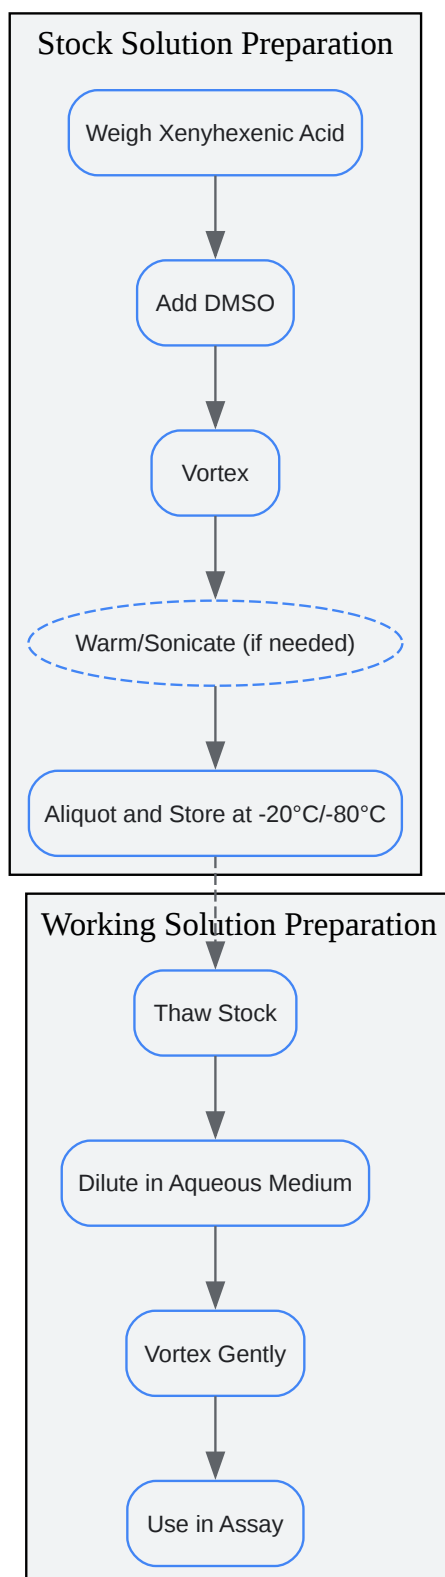 Stock Solution Preparation
Weigh Xenyhexenic Acid
Add DMSO
Vortex
Warm/Sonicate (if needed)
Aliquot and Store at -20°C/-80°C
Working Solution Preparation
Thaw Stock
Dilute in Aqueous Medium
Vortex Gently
Use in Assay